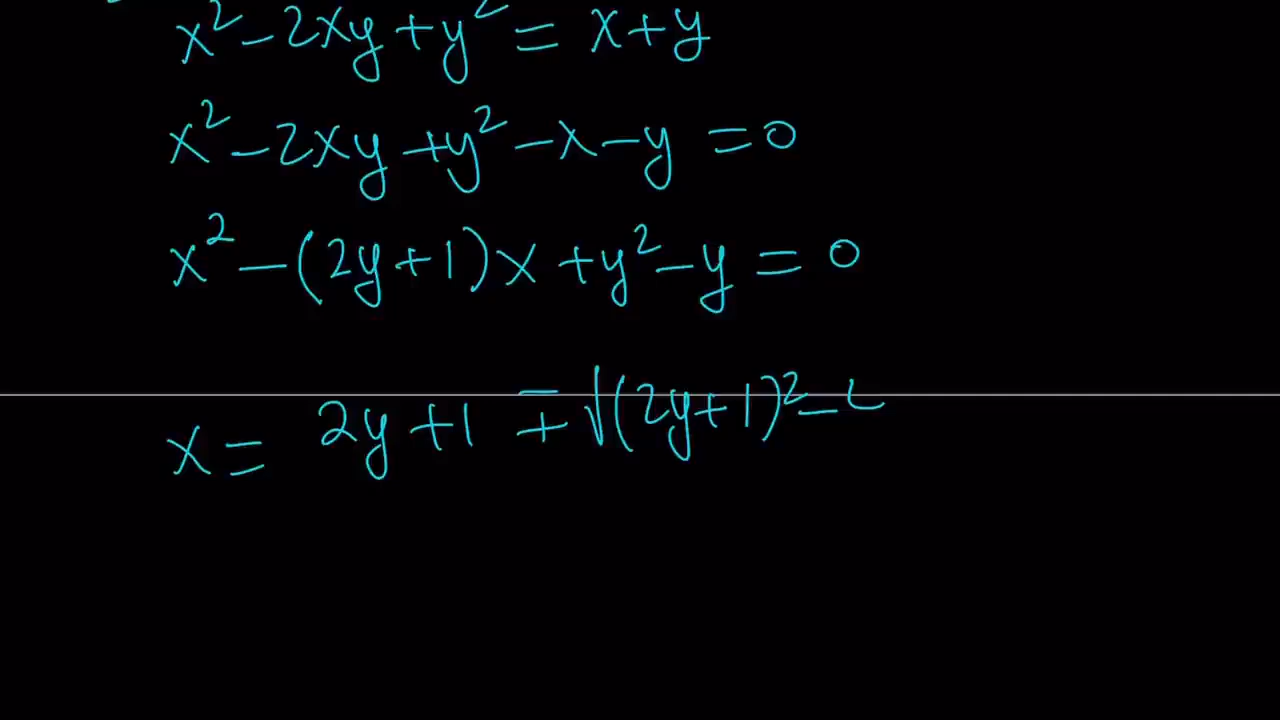 x² - 2xy + y² = x + y
x² - 2xy + y² - x - y = 0
x² - (2y + 1)x + y² - y = 0
x = 2y + 1 ∓ √(2y + 1)² -